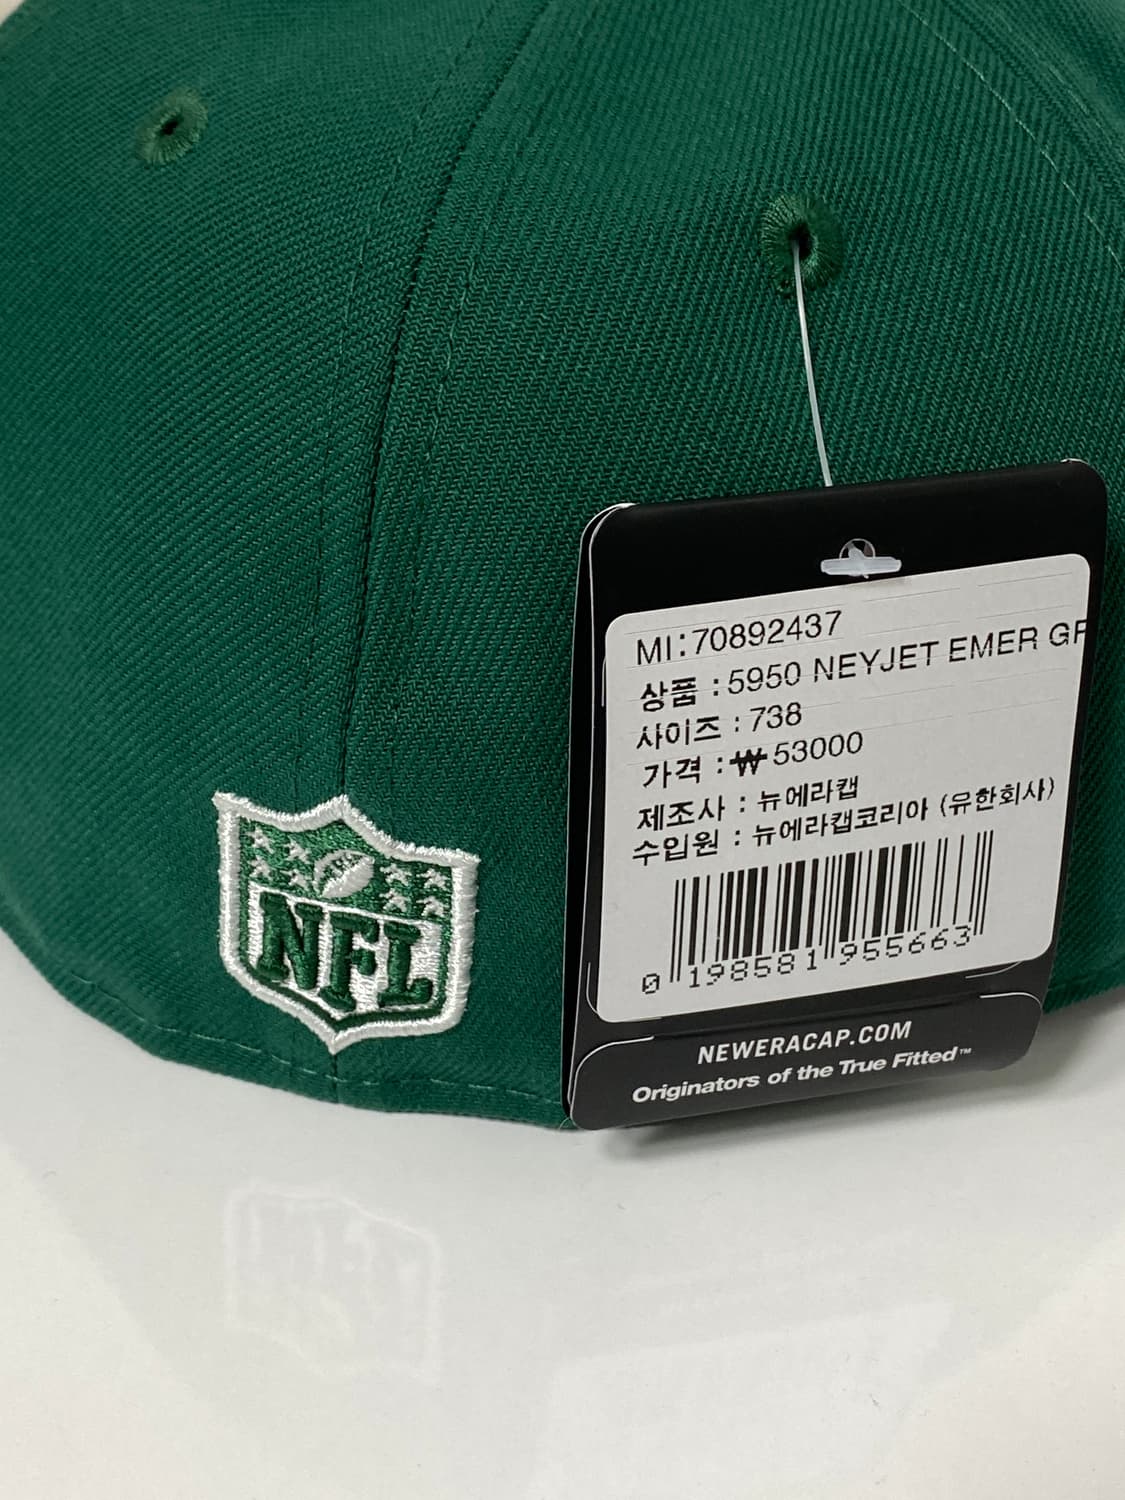 MI:70892437
상품 :5950 NEYJET EMER GR
사이즈 : 738
가격 :₩53000
제조사 : 뉴에라캡
수입원 : 뉴에라캡코리아 (유한회사)
0 198581 955663
NEWERACAP.COM
Originators of the True Fitted™
NFL